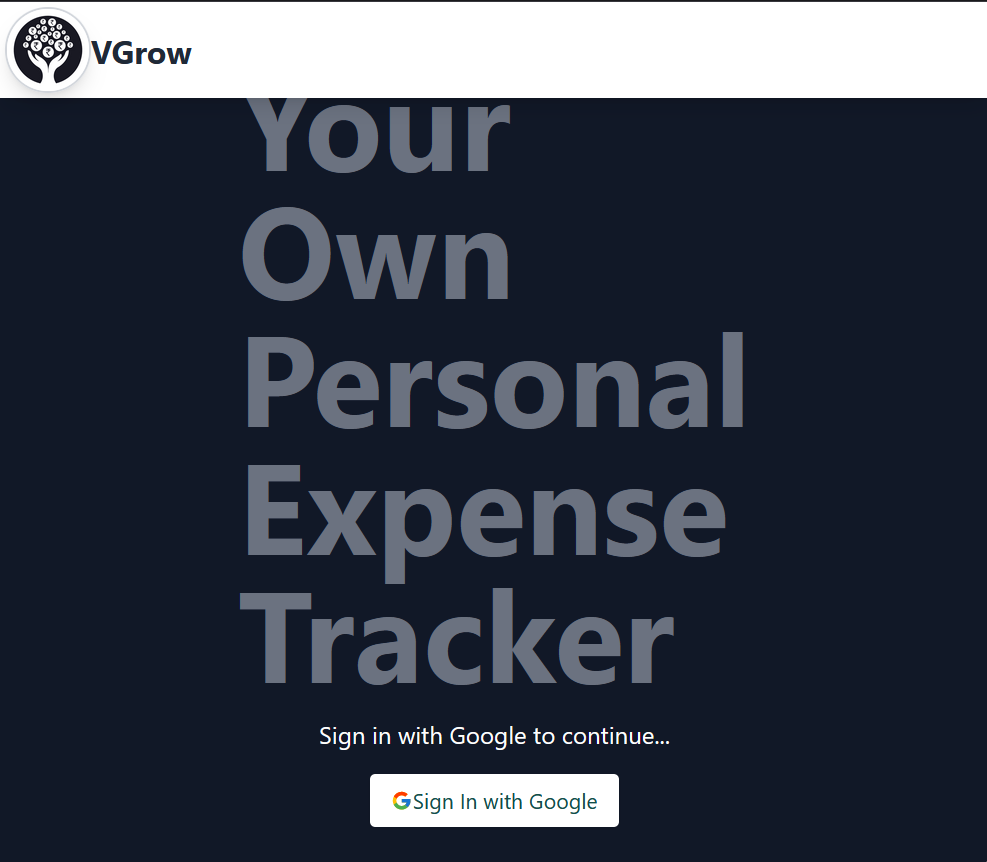 VGrow
Your
Own
Personal
Expense
Tracker
Sign in with Google to continue...
Sign In with Google